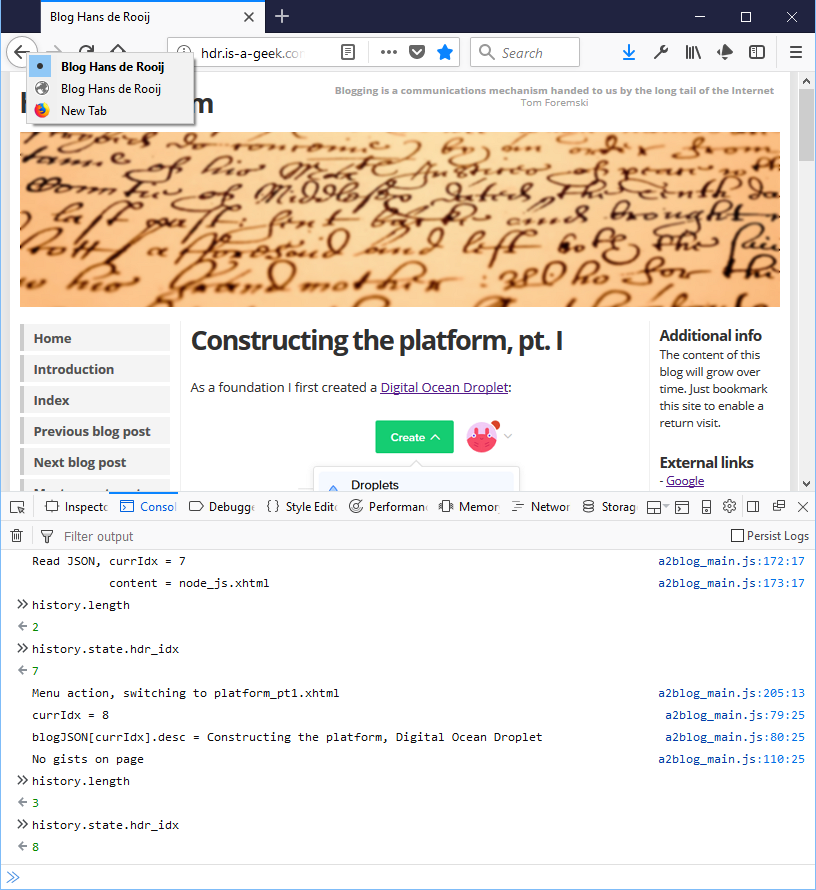 Blog Hans de Rooij
hdr.is-a-geek.co
Search
Blog Hans de Rooij
Blog Hans de Rooij
New Tab
m
Blogging is a communications mechanism handed to us by the long tail of the Internet
Tom Foremski
Home
Introduction
Index
Previous blog post
Next blog post
Constructing the platform, pt. I
As a foundation I first created a Digital Ocean Droplet:
Create
Droplets
Additional info
The content of this
blog will grow over
time. Just bookmark
this site to enable a
return visit.
External links
- Google
Inspecto Consol Debugge Style Edit Performan Memor Networ Storag
Filter output Persist Logs
Read JSON, currIdx = 7 a2blog_main.js:172:17
content = node_js.xhtml a2blog_main.js:173:17
history.length
2
history.state.hdr_idx
7
Menu action, switching to platform_pt1.xhtml a2blog_main.js:205:13
currIdx = 8 a2blog_main.js:79:25
blogJSON[currIdx].desc = Constructing the platform, Digital Ocean Droplet a2blog_main.js:80:25
No gists on page a2blog_main.js:110:25
history.length
3
history.state.hdr_idx
8